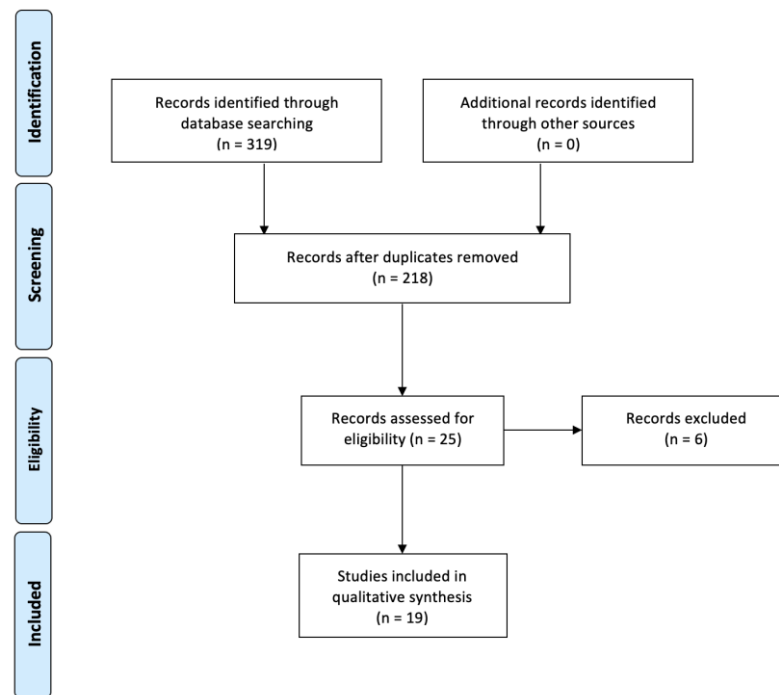 Identification
Records identified through
database searching
(n = 319)
Additional records identified
through other sources
(n = 0)
Screening
Records after duplicates removed
(n = 218)
Eligibility
Records assessed for
eligibility (n = 25)
Records excluded
(n = 6)
Included
Studies included in
qualitative synthesis
(n = 19)